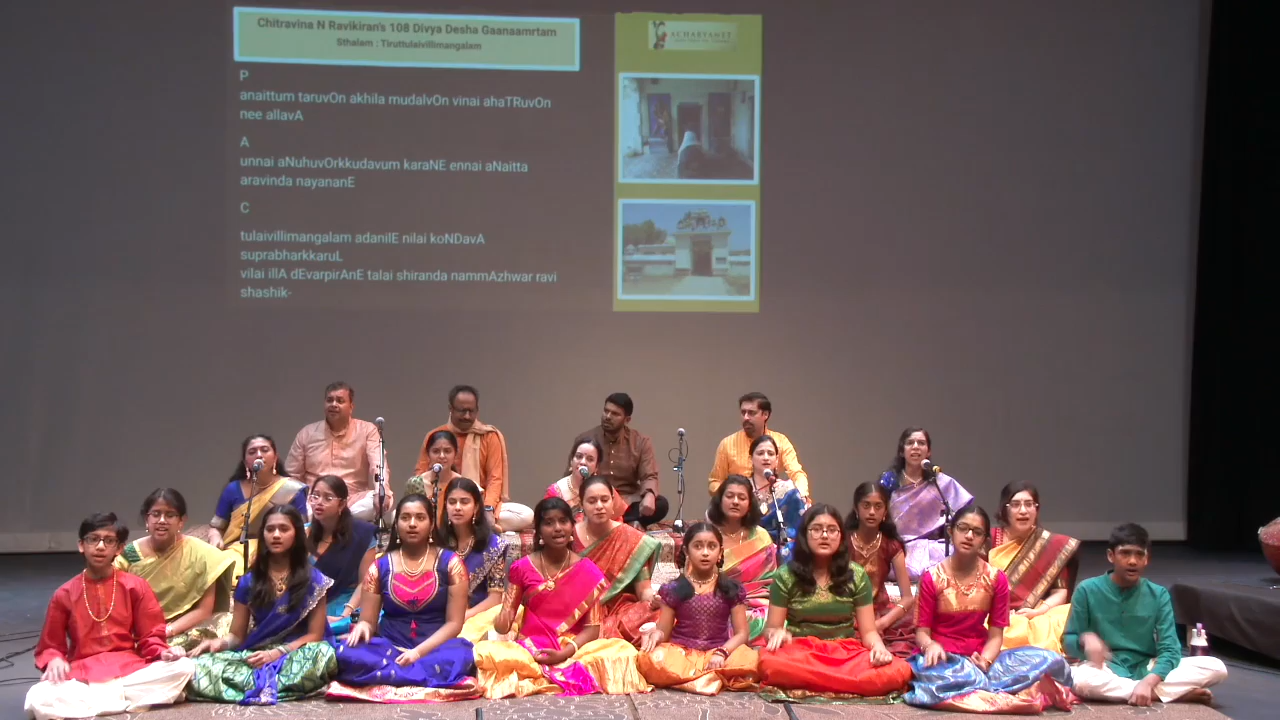 Chitravina N Ravikiran's 108 Divya Desha Gaanaamrtam
Sthalam : Tiruttulaivillimangalam
ACHARYANET
P
anaittum taruvOn akhila mudalvOn vinai ahaTRuvOn
nee allavA
A
unnai aNuhuvOrkkudavum karaNE ennai aNaitta
aravinda nayananE
C
tulaivillimangalam adanilE nilai koNDavA
suprabharkkaruL
vilai illA dEvarpirAnE talai shiranda nammAzhwar ravi
shashik-